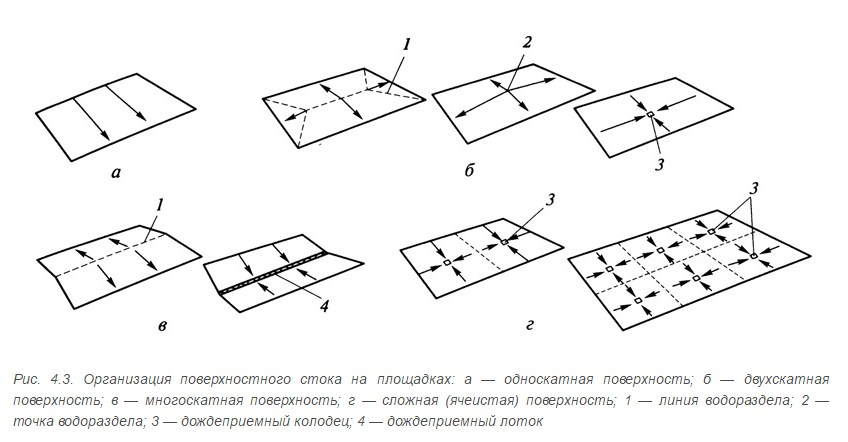 1
2
3
а
б
1
4
3
3
в
г
Рис. 4.3. Организация поверхностного стока на площадках: а — односкатная поверхность; б — двухскатная
поверхность; в — многоскатная поверхность; г — сложная (ячеистая) поверхность; 1 — линия водораздела; 2 —
точка водораздела; 3 — дождеприемный колодец; 4 — дождеприемный лоток